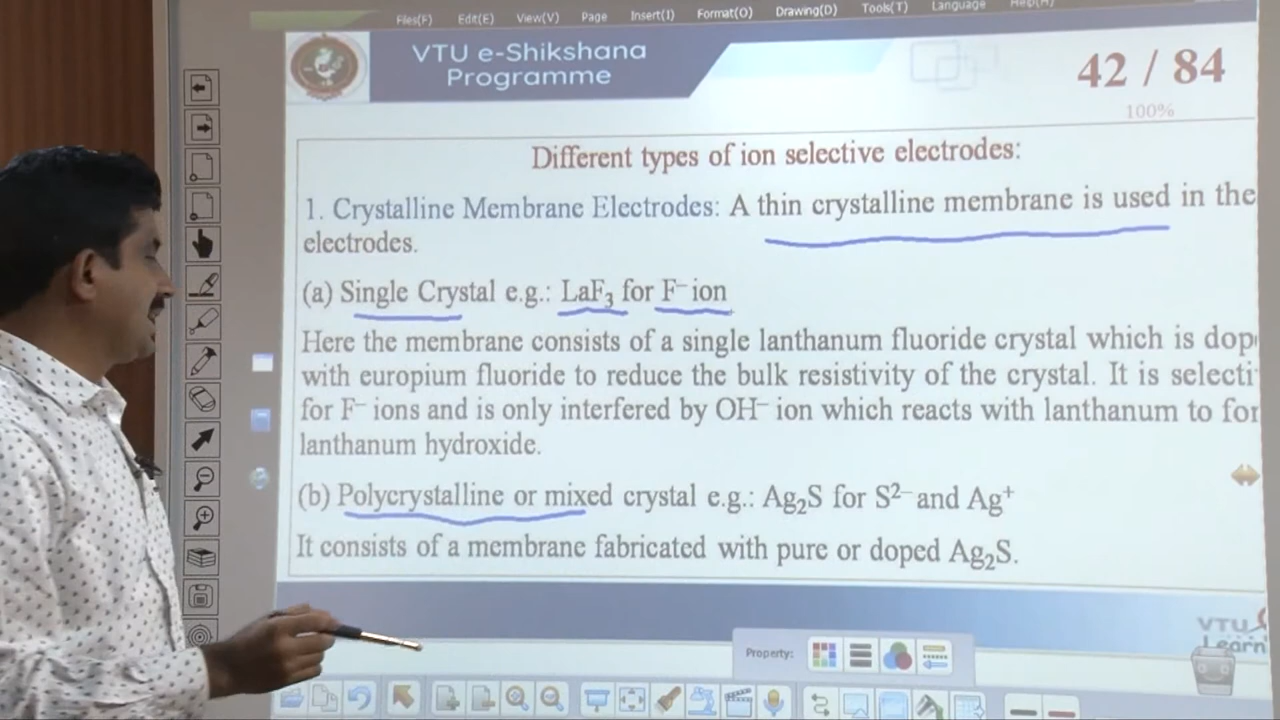 Files(F) Edit(E) View(V) Page Insert(I) Format(O) Drawing(D) Tools(T) Language Help(H)
VTU e-Shikshana
Programme
42 / 84
100%
Different types of ion selective electrodes:
1. Crystalline Membrane Electrodes: A thin crystalline membrane is used in the
electrodes.
(a) Single Crystal e.g.: LaF₃ for F⁻ ion
Here the membrane consists of a single lanthanum fluoride crystal which is dop
with europium fluoride to reduce the bulk resistivity of the crystal. It is selecti
for F⁻ ions and is only interfered by OH⁻ ion which reacts with lanthanum to for
lanthanum hydroxide.
(b) Polycrystalline or mixed crystal e.g.: Ag₂S for S²⁻ and Ag⁺
It consists of a membrane fabricated with pure or doped Ag₂S.
VTU
Learn
Property: